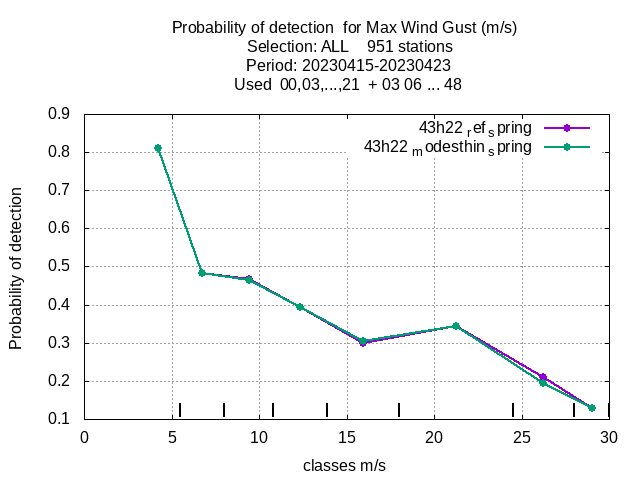 Probability of detection  for Max Wind Gust (m/s)
Selection: ALL    951 stations
Period: 20230415-20230423
Used  00,03,...,21  + 03 06 ... 48
43h22 ref spring
43h22 modesthin spring
0.9
0.8
0.7
0.6
0.5
0.4
0.3
0.2
0.1
Probability of detection
0 5 10 15 20 25 30
classes m/s